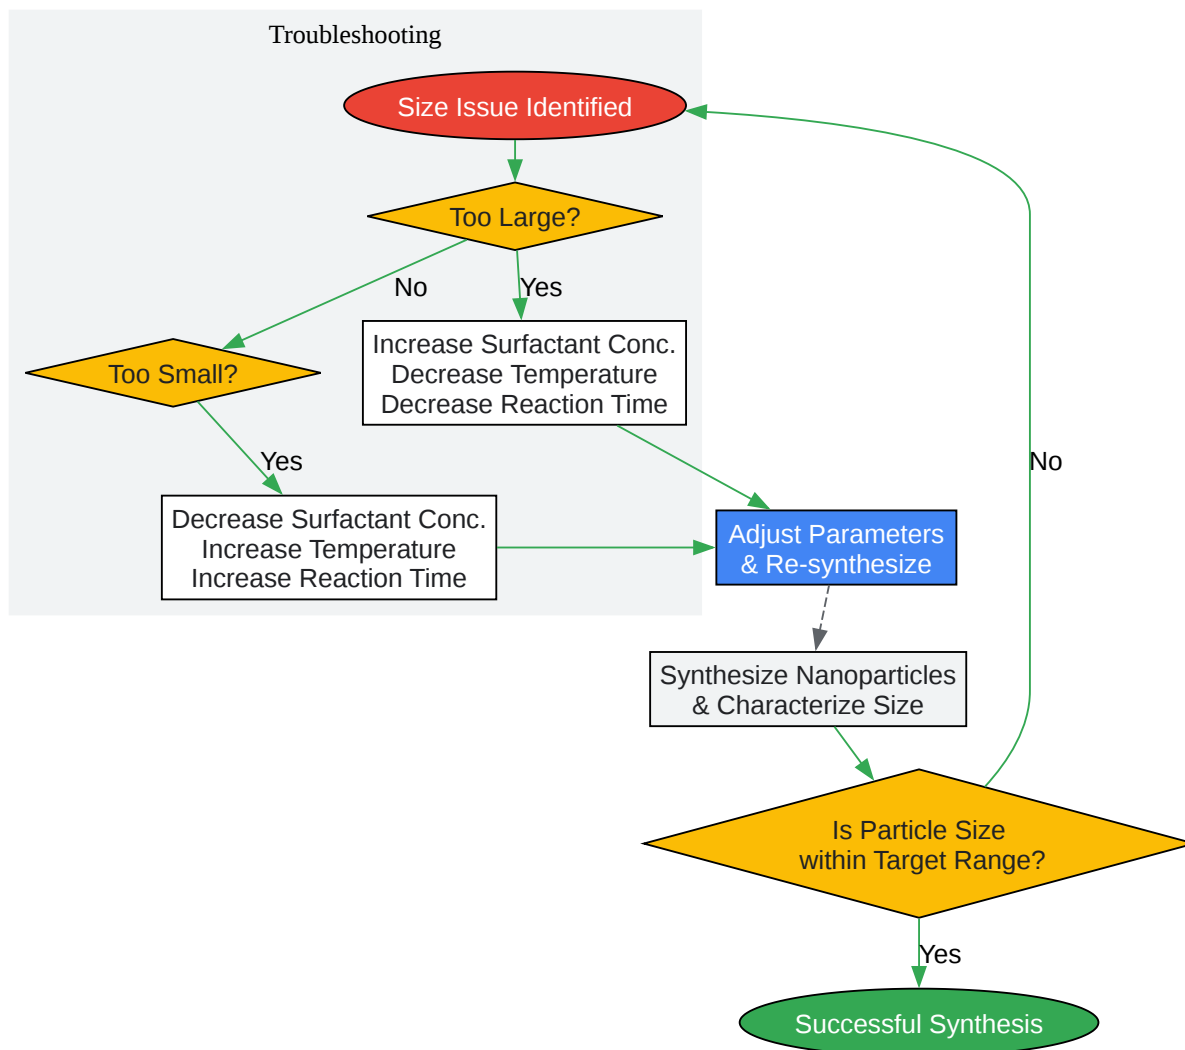 Troubleshooting
Size Issue Identified
Too Large?
No
Yes
Increase Surfactant Conc.
Decrease Temperature
Decrease Reaction Time
Too Small?
Yes
Decrease Surfactant Conc.
Increase Temperature
Increase Reaction Time
Adjust Parameters
& Re-synthesize
No
Synthesize Nanoparticles
& Characterize Size
Is Particle Size
within Target Range?
Yes
Successful Synthesis